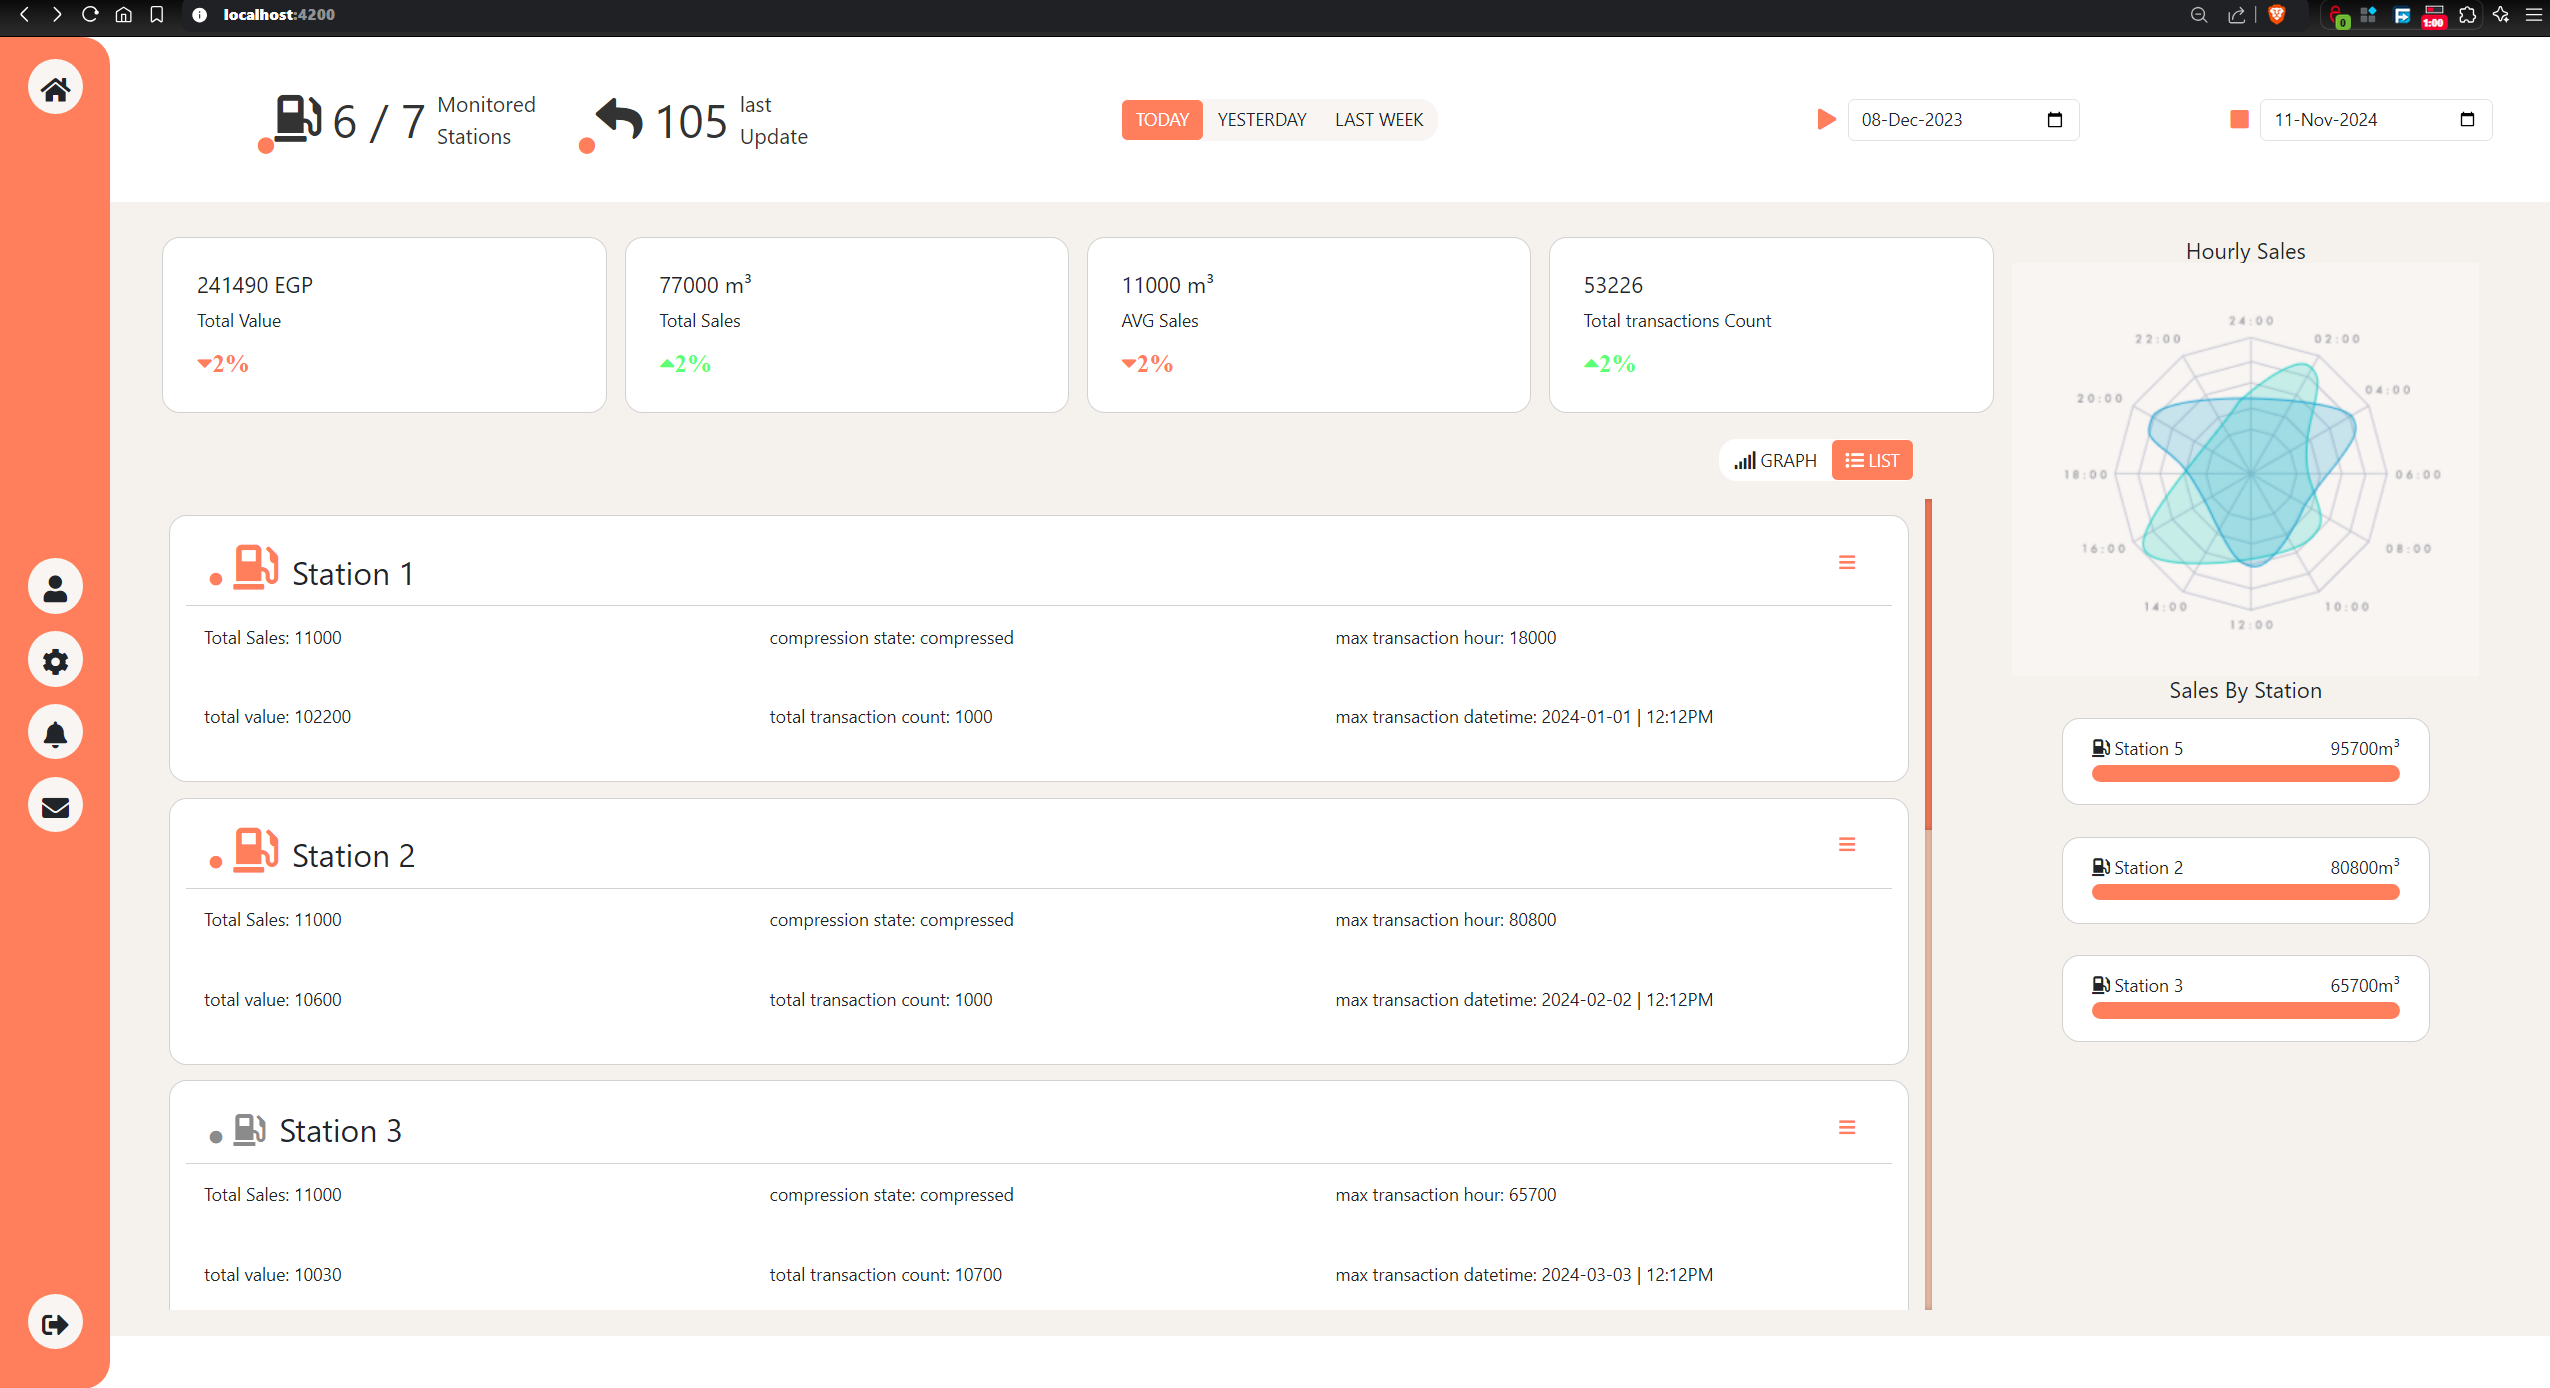 localhost:4200
0
1:00
6 / 7 Monitored Stations
105 last Update
TODAY YESTERDAY LAST WEEK
08-Dec-2023
11-Nov-2024
241490 EGP
Total Value
2%
77000 m³
Total Sales
2%
11000 m³
AVG Sales
2%
53226
Total transactions Count
2%
GRAPH LIST
Station 1
Total Sales: 11000
compression state: compressed
max transaction hour: 18000
total value: 102200
total transaction count: 1000
max transaction datetime: 2024-01-01 | 12:12PM
Station 2
Total Sales: 11000
compression state: compressed
max transaction hour: 80800
total value: 10600
total transaction count: 1000
max transaction datetime: 2024-02-02 | 12:12PM
Station 3
Total Sales: 11000
compression state: compressed
max transaction hour: 65700
total value: 10030
total transaction count: 10700
max transaction datetime: 2024-03-03 | 12:12PM
Hourly Sales
24:00
02:00
04:00
06:00
08:00
10:00
12:00
14:00
16:00
18:00
20:00
22:00
Sales By Station
Station 5 95700m³
Station 2 80800m³
Station 3 65700m³